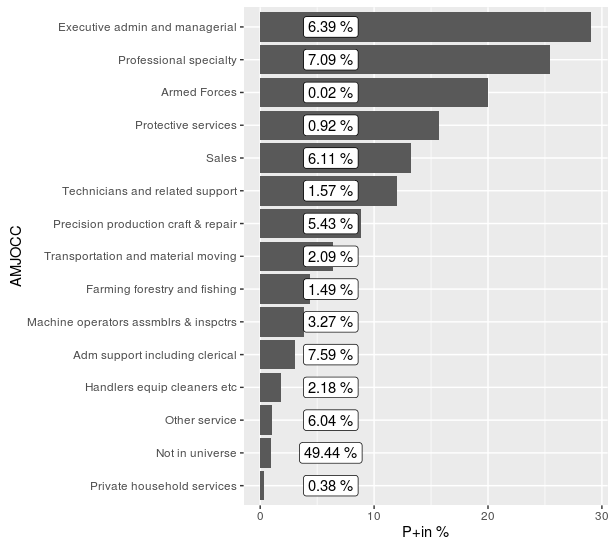 AMJOCC
Executive admin and managerial 6.39 %
Professional specialty 7.09 %
Armed Forces 0.02 %
Protective services 0.92 %
Sales 6.11 %
Technicians and related support 1.57 %
Precision production craft & repair 5.43 %
Transportation and material moving 2.09 %
Farming forestry and fishing 1.49 %
Machine operators assmblrs & inspctrs 3.27 %
Adm support including clerical 7.59 %
Handlers equip cleaners etc 2.18 %
Other service 6.04 %
Not in universe 49.44 %
Private household services 0.38 %
0 10 20 30
P+in %